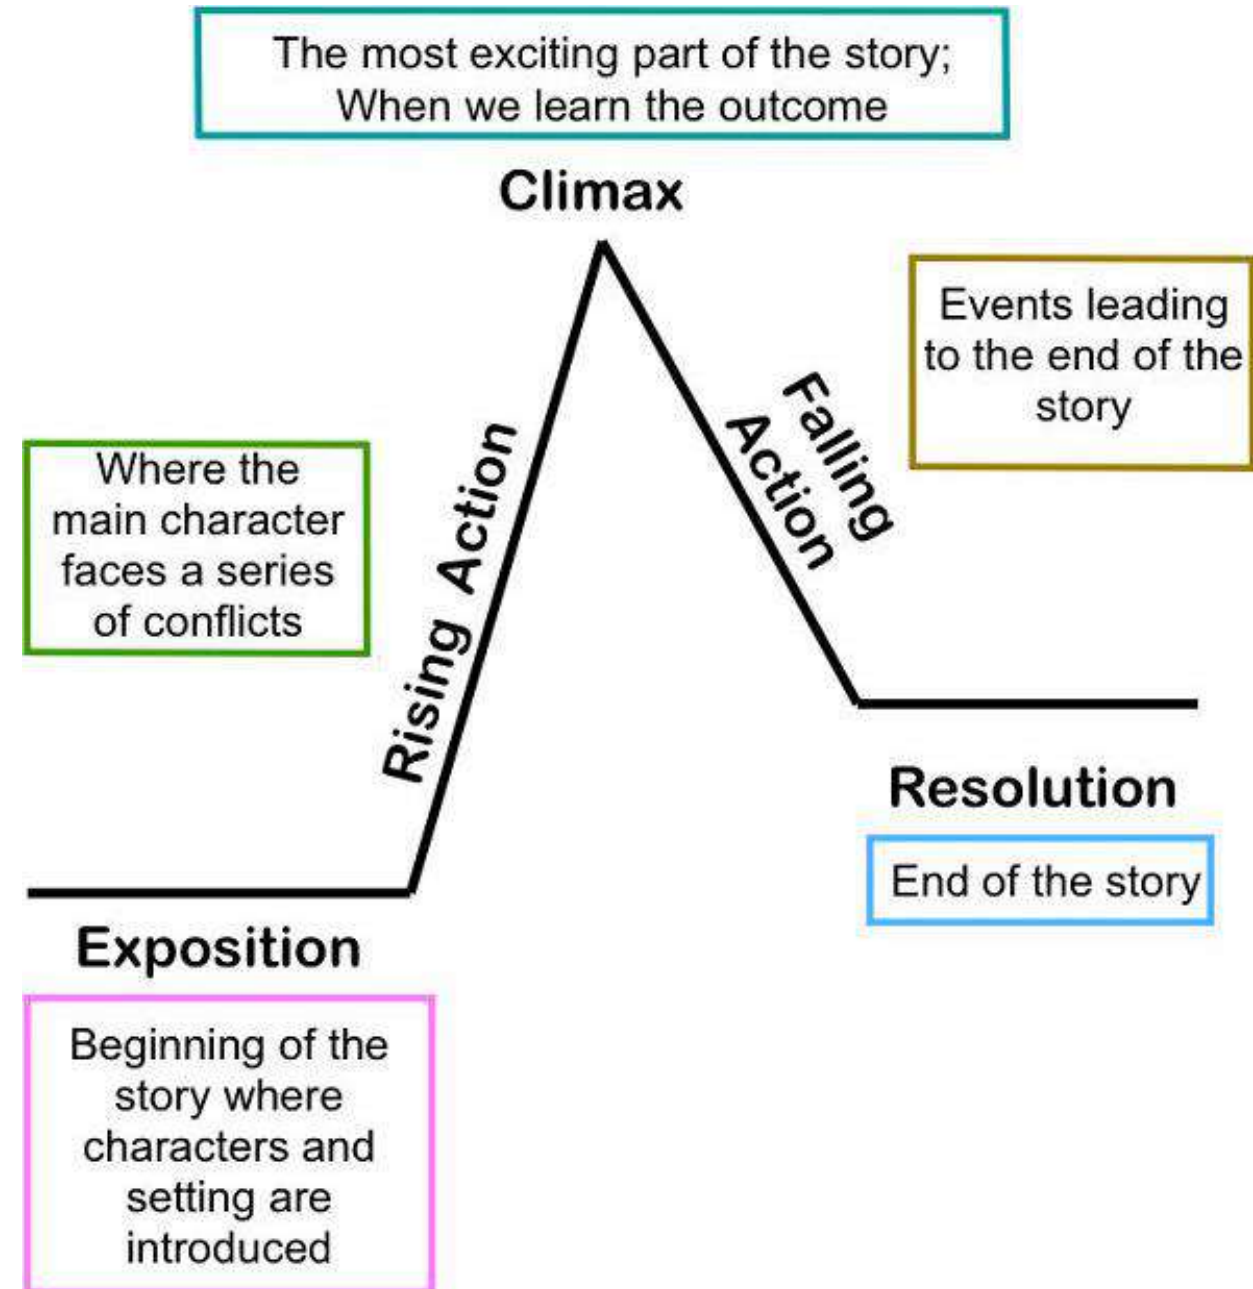 The most exciting part of the story;
When we learn the outcome
Climax
Events leading
to the end of the
story
Falling
Action
Where the
main character
faces a series
of conflicts
Rising Action
Resolution
End of the story
Exposition
Beginning of the
story where
characters and
setting are
introduced